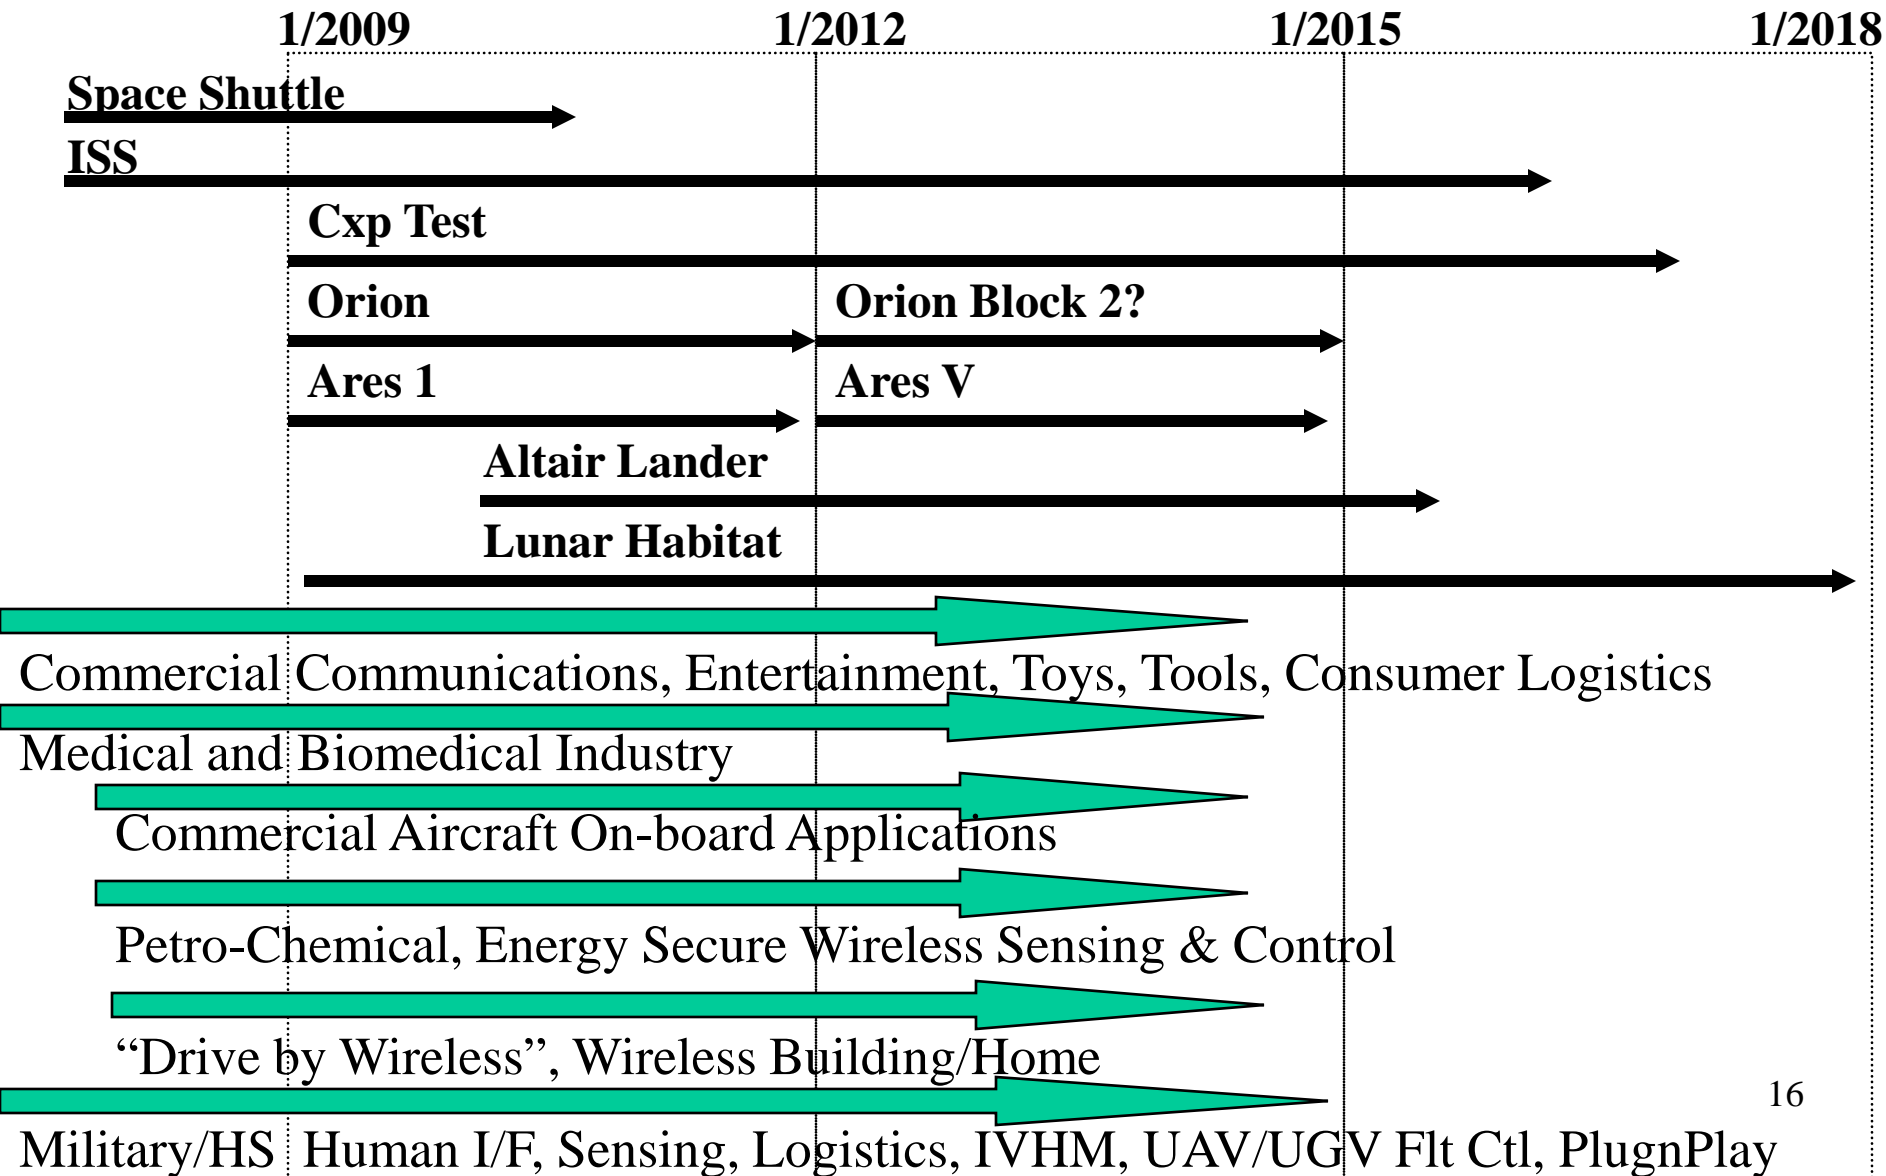 1/2009 1/2012 1/2015 1/2018
Space Shuttle
ISS
Cxp Test
Orion Orion Block 2?
Ares 1 Ares V
Altair Lander
Lunar Habitat
Commercial Communications, Entertainment, Toys, Tools, Consumer Logistics
Medical and Biomedical Industry
Commercial Aircraft On-board Applications
Petro-Chemical, Energy Secure Wireless Sensing & Control
“Drive by Wireless”, Wireless Building/Home
16
Military/HS Human I/F, Sensing, Logistics, IVHM, UAV/UGV Flt Ctl, PlugnPlay